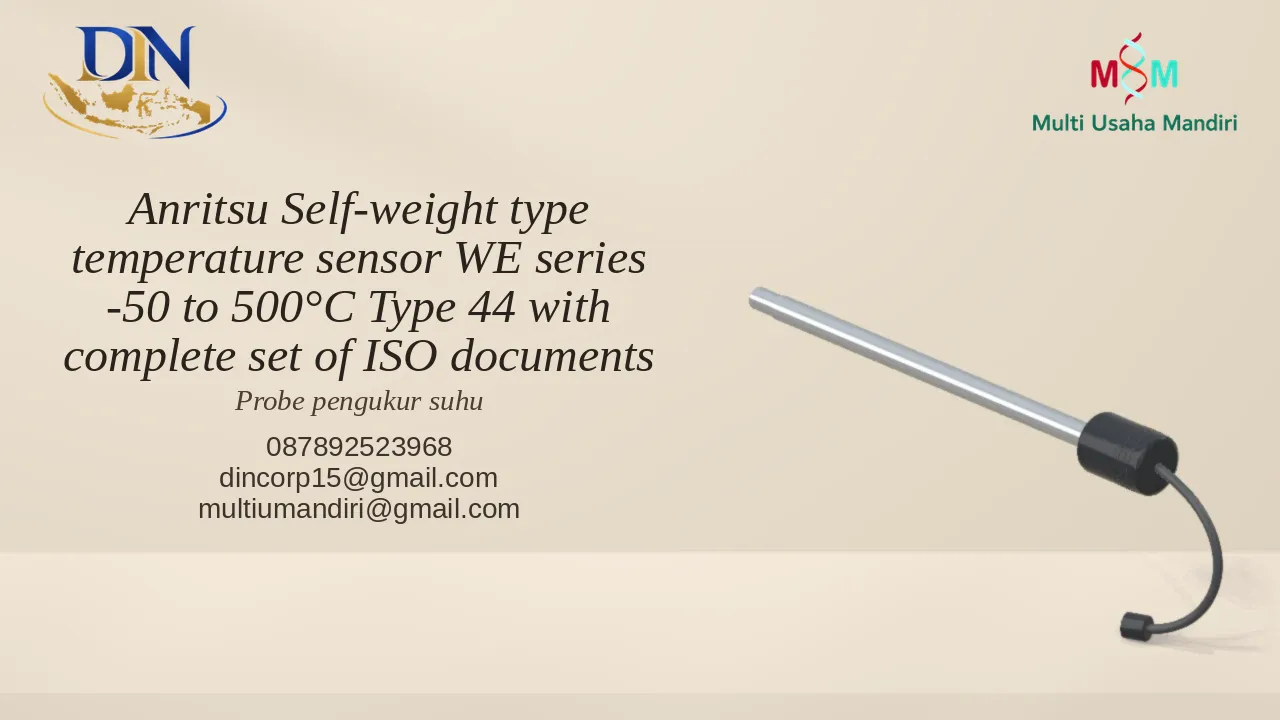 DIN
M M
Multi Usaha Mandiri
Anritsu Self-weight type
temperature sensor WE series
-50 to 500°C Type 44 with
complete set of ISO documents
Probe pengukur suhu
087892523968
dincorp15@gmail.com
multiumandiri@gmail.com